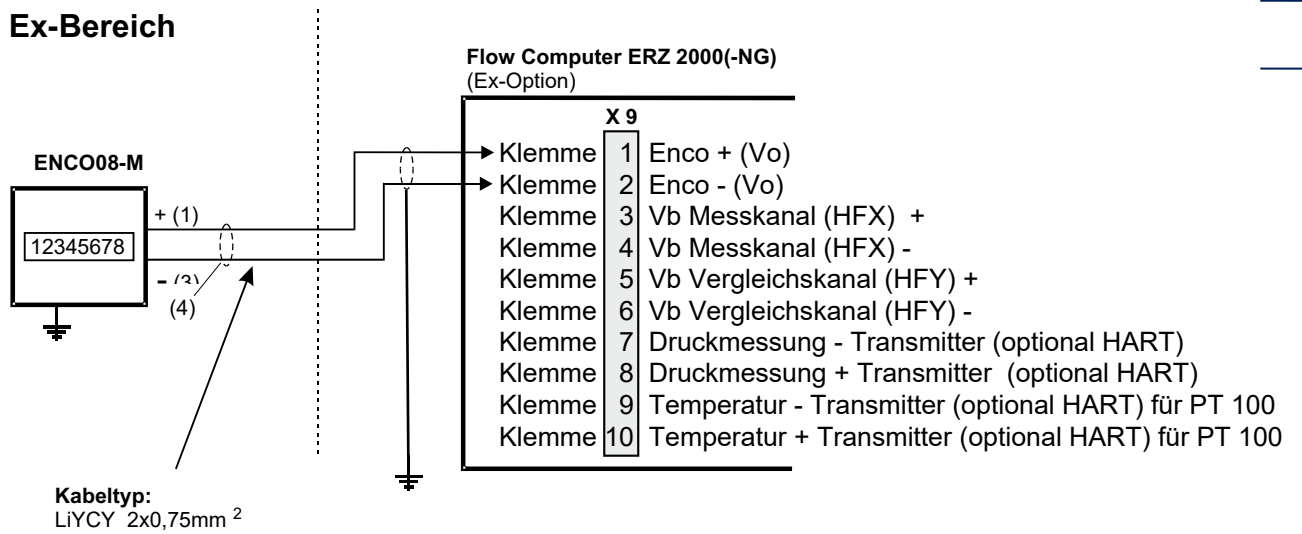 Ex-Bereich
Flow Computer ERZ 2000(-NG)
(Ex-Option)
X 9
ENCO08-M
12345678
+ (1)
- (3)
(4)
Klemme 1 Enco + (Vo)
Klemme 2 Enco - (Vo)
Klemme 3 Vb Messkanal (HFX) +
Klemme 4 Vb Messkanal (HFX) -
Klemme 5 Vb Vergleichskanal (HFY) +
Klemme 6 Vb Vergleichskanal (HFY) -
Klemme 7 Druckmessung - Transmitter (optional HART)
Klemme 8 Druckmessung + Transmitter (optional HART)
Klemme 9 Temperatur - Transmitter (optional HART) für PT 100
Klemme 10 Temperatur + Transmitter (optional HART) für PT 100
Kabeltyp:
LiYCY 2x0,75mm ²